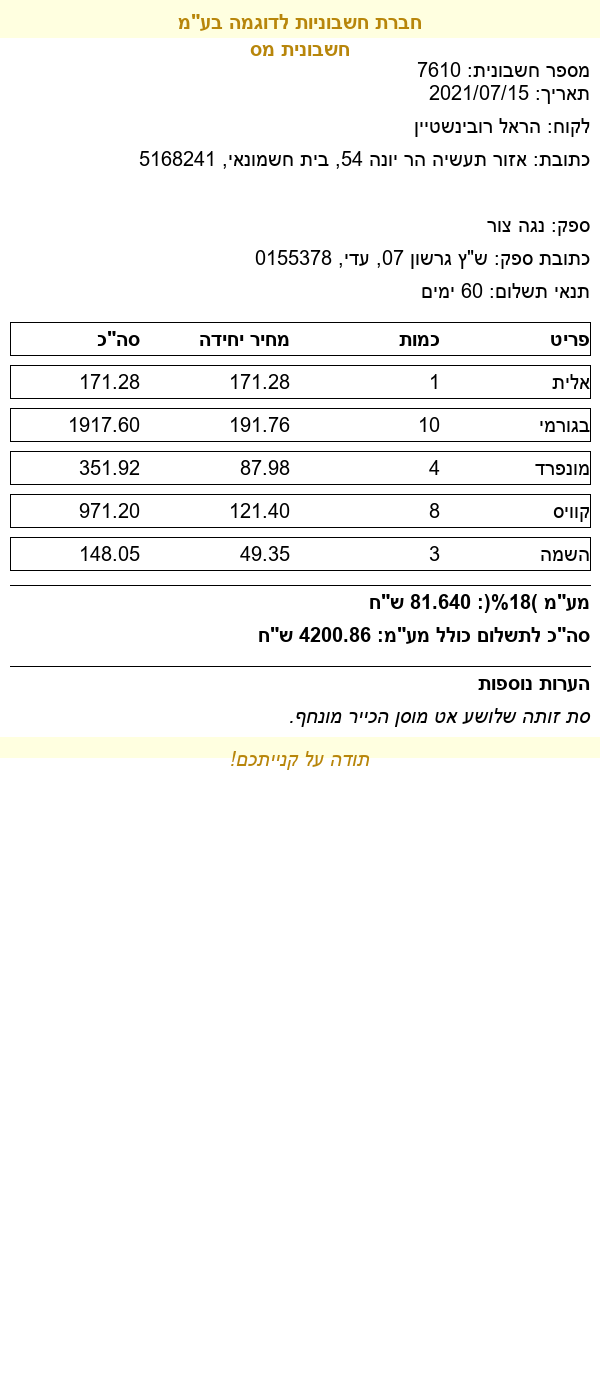 חברת חשבוניות לדוגמה בע"מ
חשבונית מס
מספר חשבונית: 7610
תאריך: 2021/07/15
לקוח: הראל רובינשטיין
כתובת: אזור תעשיה הר יונה 54, בית חשמונאי, 5168241
ספק: נגה צור
כתובת ספק: ש"ץ גרשון 07, עדי, 0155378
תנאי תשלום: 60 ימים
פריט כמות מחיר יחידה סה"כ
אלית 1 171.28 171.28
בגורמי 10 191.76 1917.60
מונפרד 4 87.98 351.92
קוויס 8 121.40 971.20
השמה 3 49.35 148.05
מע"מ )18%(: 81.640 ש"ח
סה"כ לתשלום כולל מע"מ: 4200.86 ש"ח
הערות נוספות
סת זותה שלושע אט מוסן הכייר מונחף.
תודה על קנייתכם!